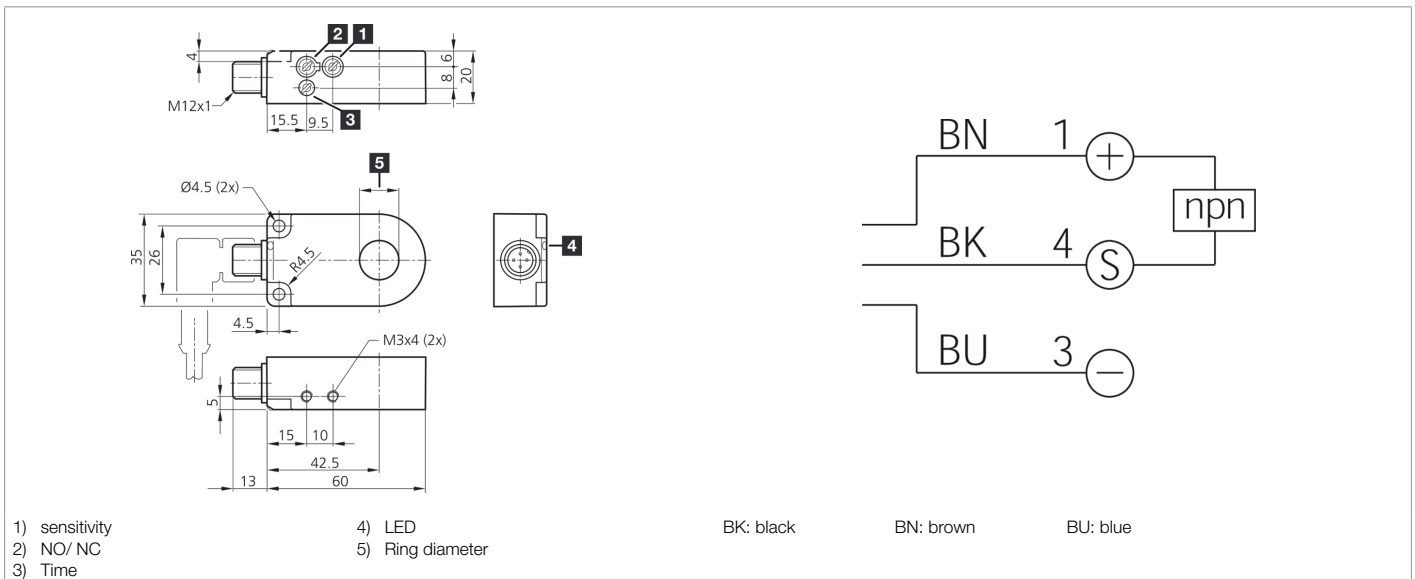 2 1
4
6
8
20
M12x1
15.5 9.5 3
5
Ø4.5 (2x)
35
26
R4.5
4
4.5
M3x4 (2x)
5
15 10
42.5
13 60
BN 1 +
npn
BK 4 S
BU 3 −
1) sensitivity
2) NO/ NC
3) Time
4) LED
5) Ring diameter
BK: black BN: brown BU: blue